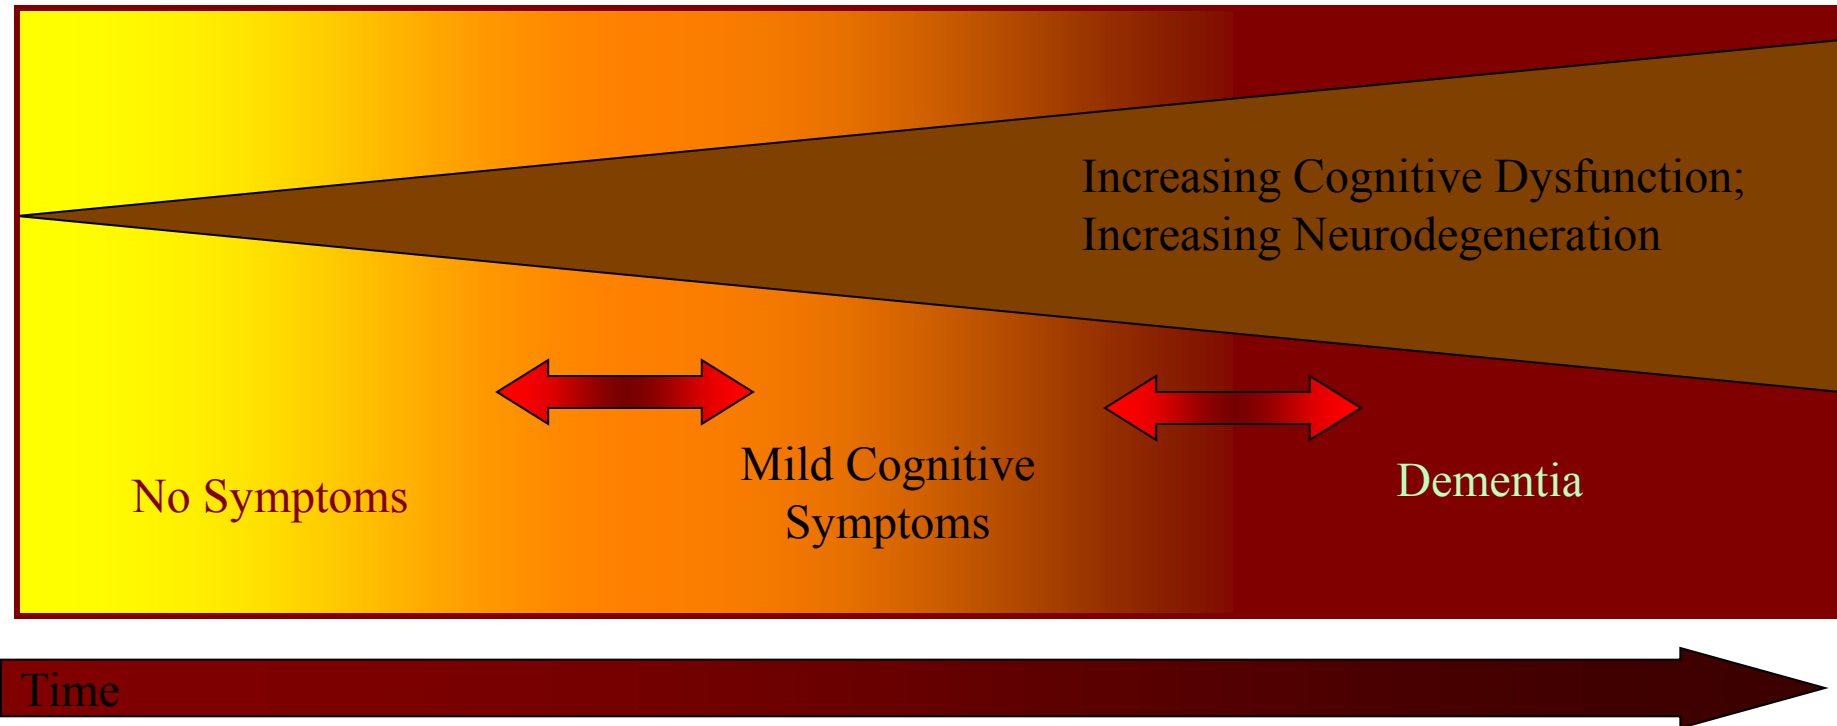 Increasing Cognitive Dysfunction;
Increasing Neurodegeneration
No Symptoms
Mild Cognitive
Symptoms
Dementia
Time